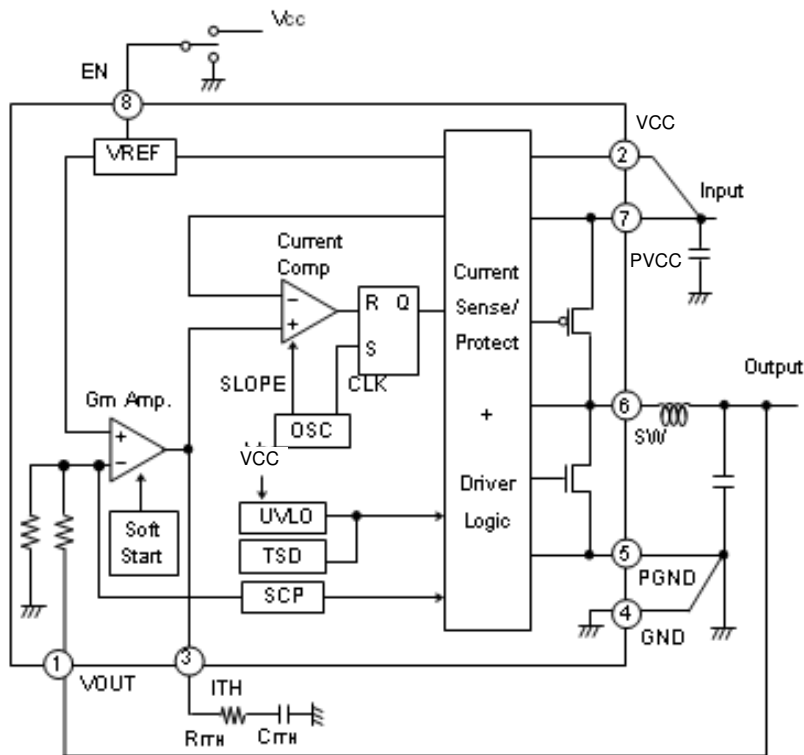 Vcc
EN
8
VCC
VREF
2
Input
7
Current
Comp
PVCC
Current
Sense/
Protect
+
Driver
Logic
−
+
R Q
S
SLOPE
CLK
Gm Amp.
OSC
Output
6
SW
+
−
VCC
Soft
Start
UVLO
TSD
SCP
5
PGND
4
GND
1
VOUT
3
ITH
RITH
CITH